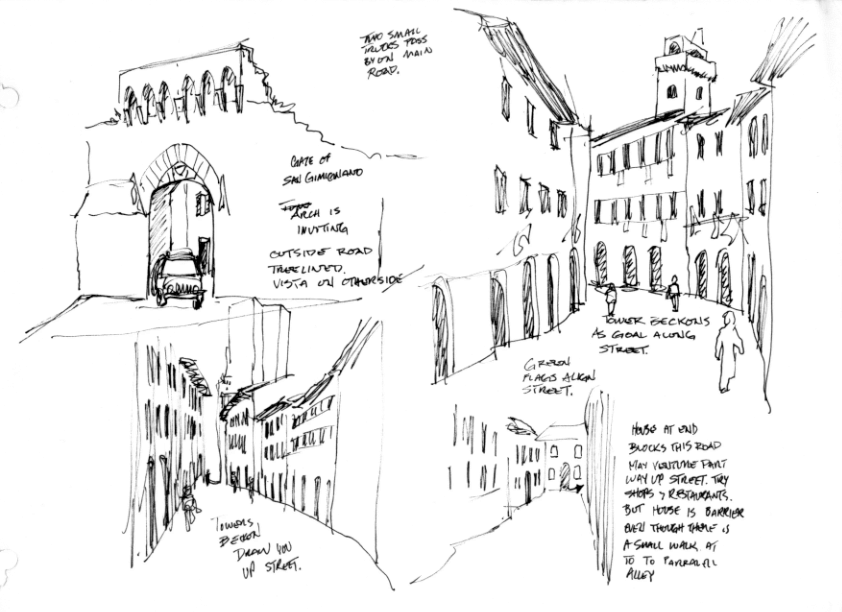 TWO SMALL
TRUCKS PASS
BY ON MAIN
ROAD.
GATE OF
SAN GIMIGNANO
ARCH IS
INVITING
OUTSIDE ROAD
TREELINED.
VISTA ON OTHERSIDE
TOWER BECKONS
AS GOAL ALONG
STREET.
GREEN
FLAGS ALIGN
STREET.
TOWERS
BECKON
DRAW YOU
UP STREET.
HOUSE AT END
BLOCKS THIS ROAD
MAY VENTURE PART
WAY UP STREET. TRY
SHOPS & RESTAURANTS.
BUT HOUSE IS BARRIER
EVEN THOUGH THERE IS
A SMALL WALK AT
TO TO PARRALELL
ALLEY